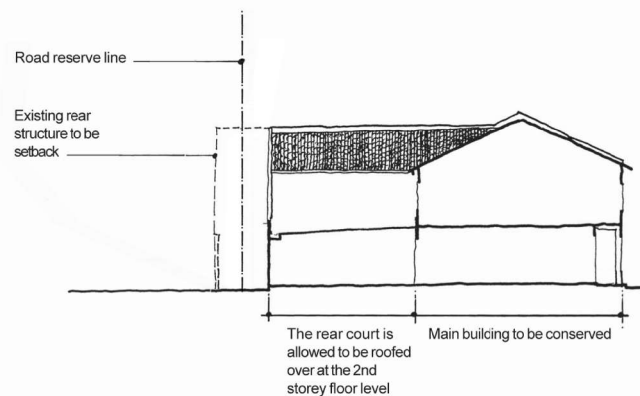 Road reserve line
Existing rear
structure to be
setback
The rear court is
allowed to be roofed
over at the 2nd
storey floor level
Main building to be conserved